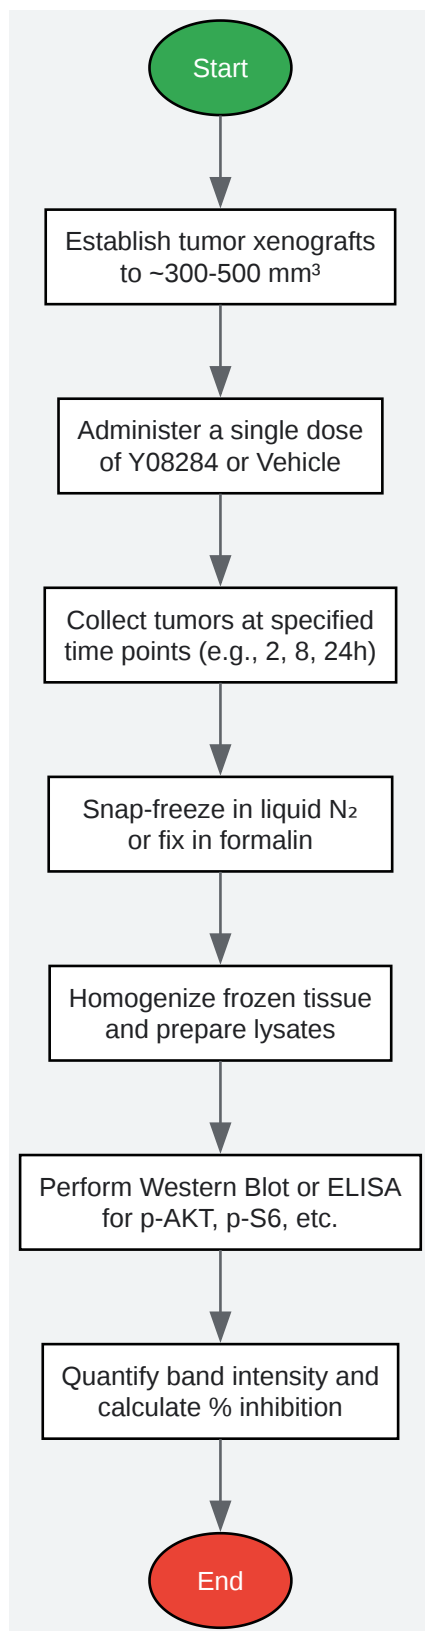 Start
Establish tumor xenografts
to ~300-500 mm³
Administer a single dose
of Y08284 or Vehicle
Collect tumors at specified
time points (e.g., 2, 8, 24h)
Snap-freeze in liquid N₂
or fix in formalin
Homogenize frozen tissue
and prepare lysates
Perform Western Blot or ELISA
for p-AKT, p-S6, etc.
Quantify band intensity and
calculate % inhibition
End